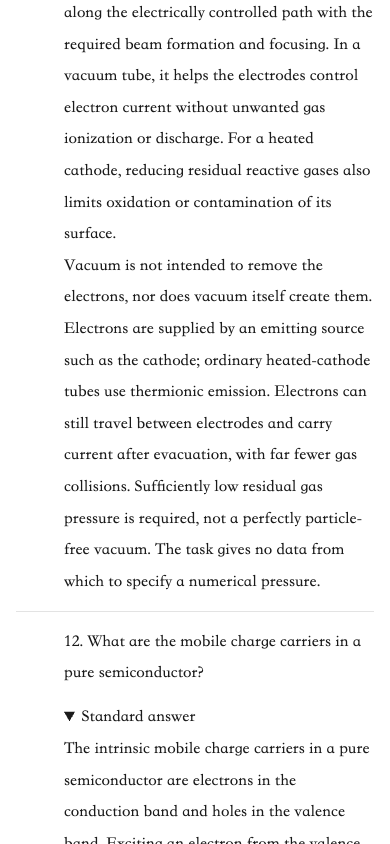 along the electrically controlled path with the
required beam formation and focusing. In a
vacuum tube, it helps the electrodes control
electron current without unwanted gas
ionization or discharge. For a heated
cathode, reducing residual reactive gases also
limits oxidation or contamination of its
surface.
Vacuum is not intended to remove the
electrons, nor does vacuum itself create them.
Electrons are supplied by an emitting source
such as the cathode; ordinary heated-cathode
tubes use thermionic emission. Electrons can
still travel between electrodes and carry
current after evacuation, with far fewer gas
collisions. Sufficiently low residual gas
pressure is required, not a perfectly particle-
free vacuum. The task gives no data from
which to specify a numerical pressure.
12. What are the mobile charge carriers in a
pure semiconductor?
▼ Standard answer
The intrinsic mobile charge carriers in a pure
semiconductor are electrons in the
conduction band and holes in the valence
band. Exciting an electron from the valence